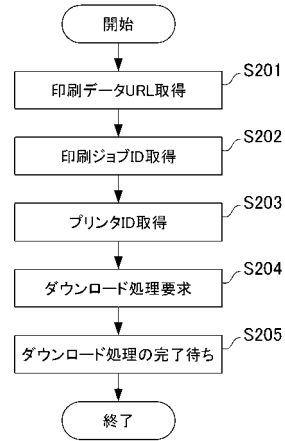 開始
S201
印刷データURL取得
S202
印刷ジョブID取得
S203
プリンタID取得
S204
ダウンロード処理要求
S205
ダウンロード処理の完了待ち
終了